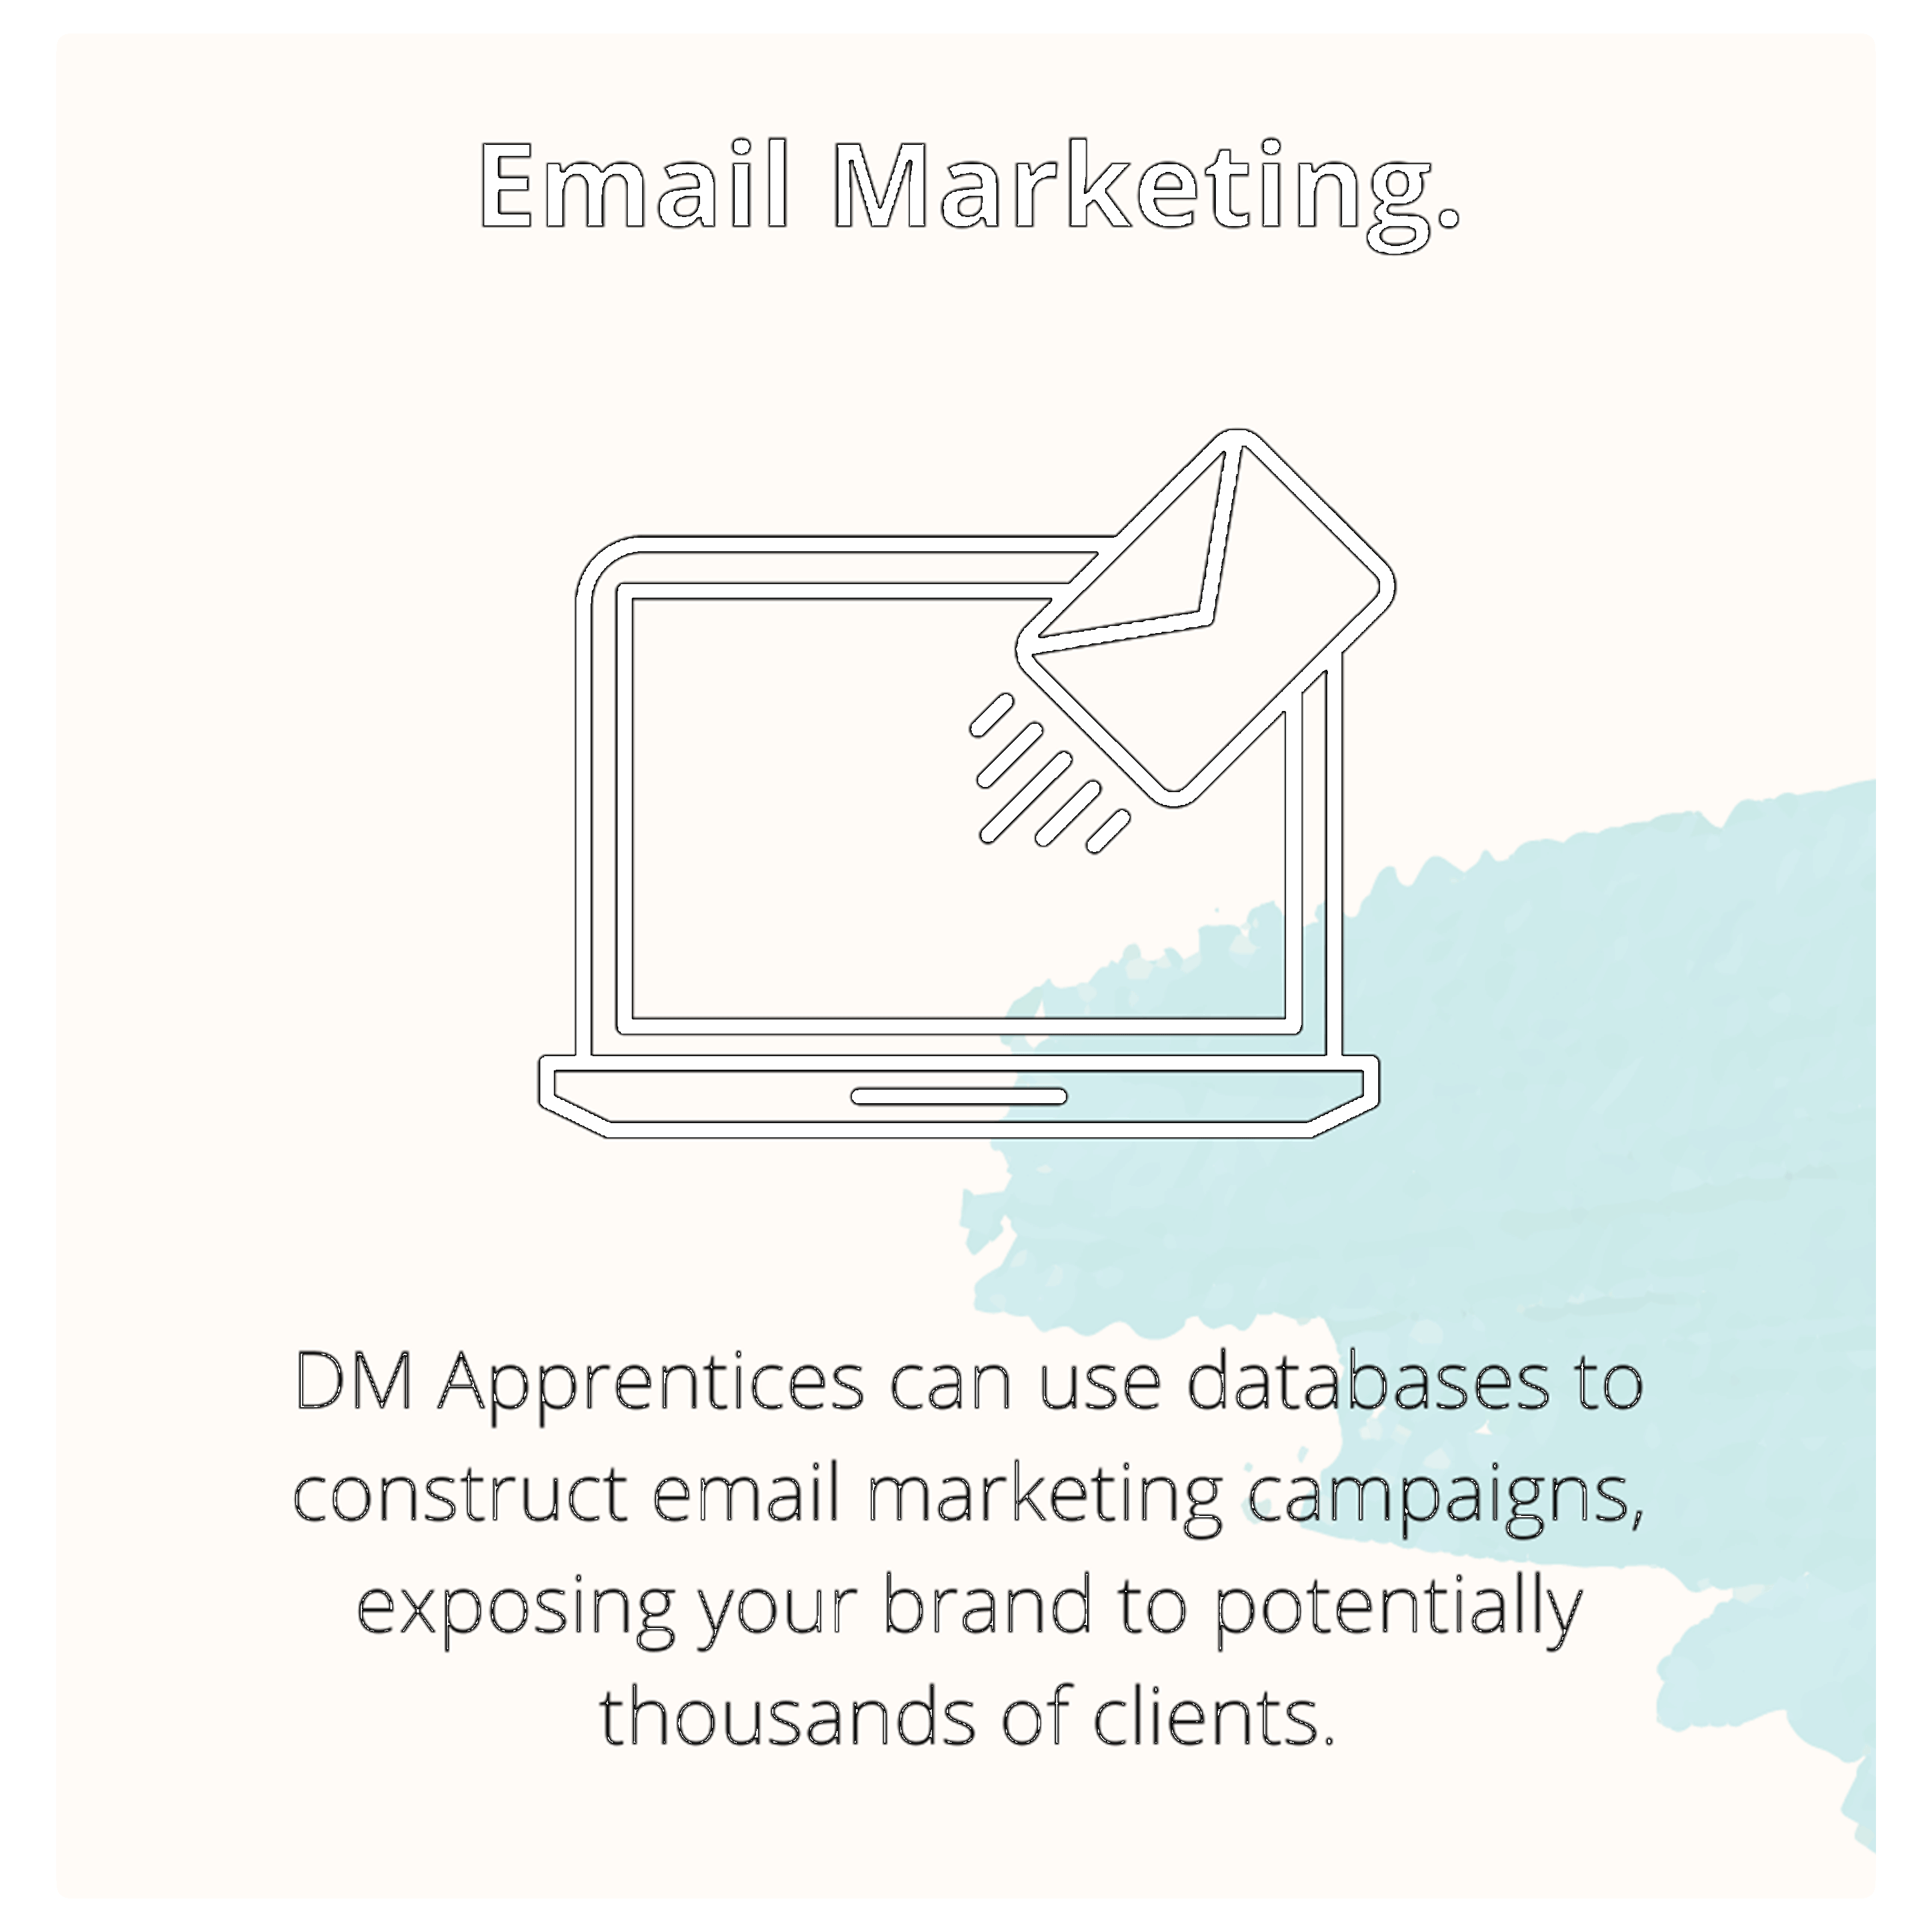 Email Marketing.
DM Apprentices can use databases to
construct email marketing campaigns,
exposing your brand to potentially
thousands of clients.